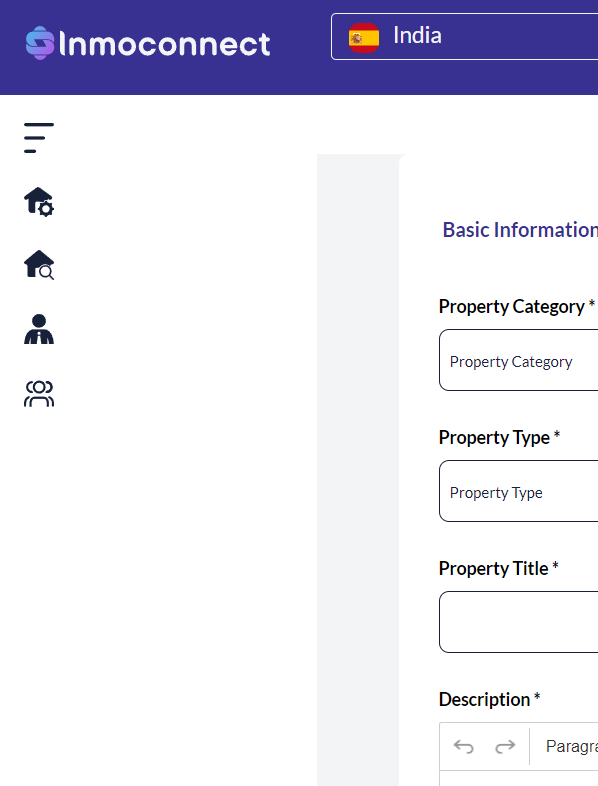 Inmoconnect
India
Basic Information
Property Category *
Property Category
Property Type *
Property Type
Property Title *
Description *
Paragra